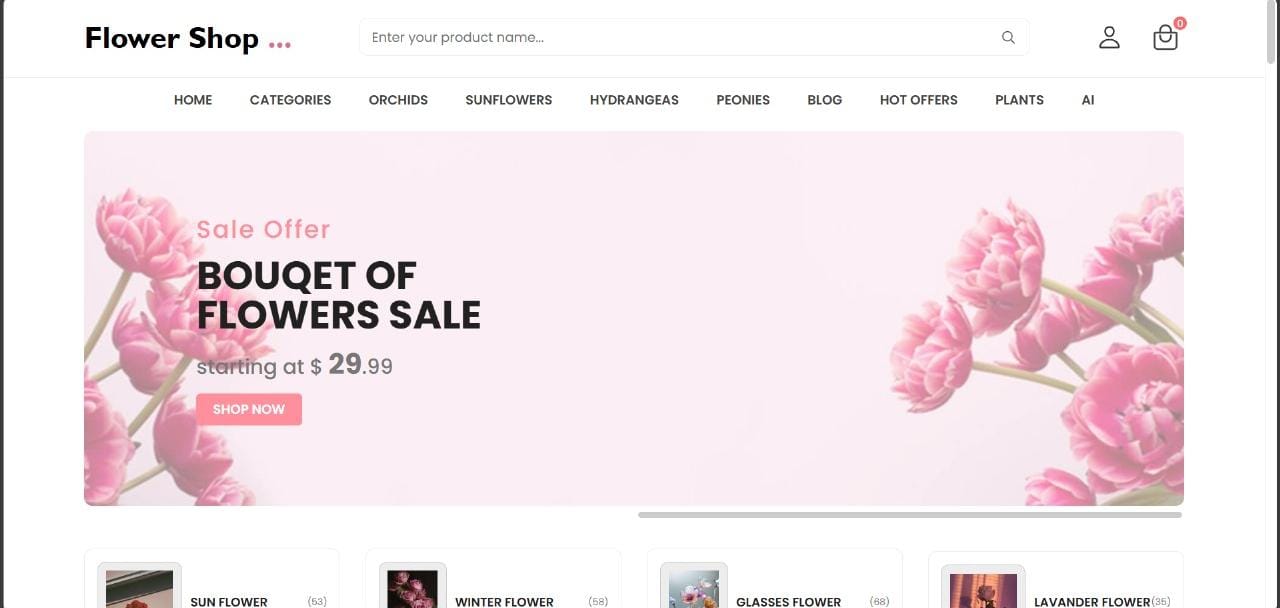 Flower Shop ...
Enter your product name...
0
HOME CATEGORIES ORCHIDS SUNFLOWERS HYDRANGEAS PEONIES BLOG HOT OFFERS PLANTS AI
Sale Offer
BOUQET OF
FLOWERS SALE
starting at $ 29.99
SHOP NOW
SUN FLOWER (53) WINTER FLOWER (58) GLASSES FLOWER (68) LAVANDER FLOWER (35)